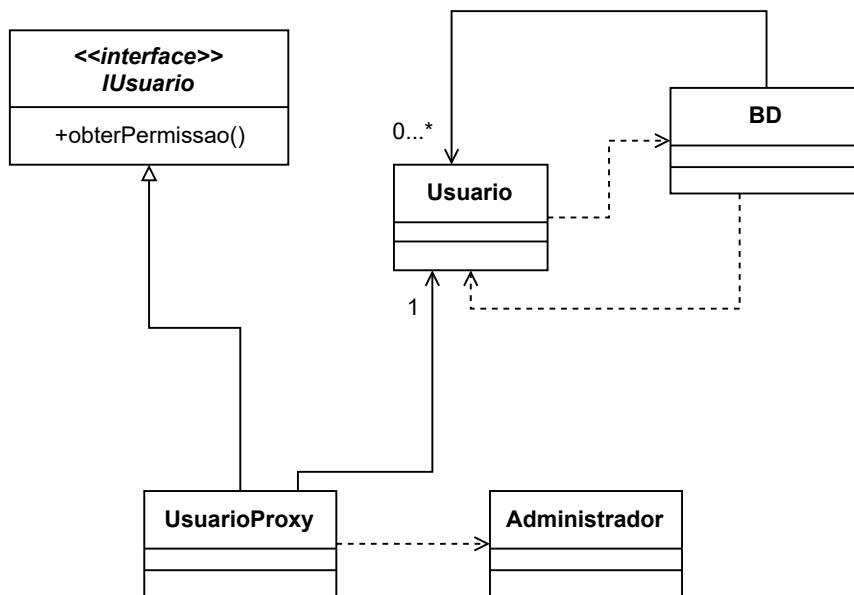 <<interface>>
IUsuario
+obterPermissao()
BD
0...*
Usuario
1
UsuarioProxy
Administrador